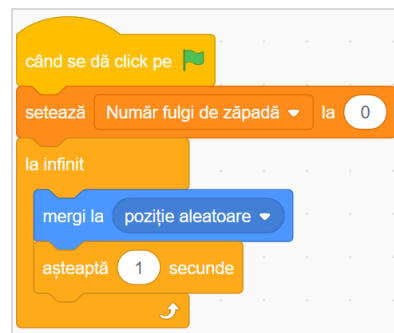 când se dă click pe
setează Număr fulgi de zăpadă la 0
la infinit
mergi la poziție aleatoare
așteaptă 1 secunde